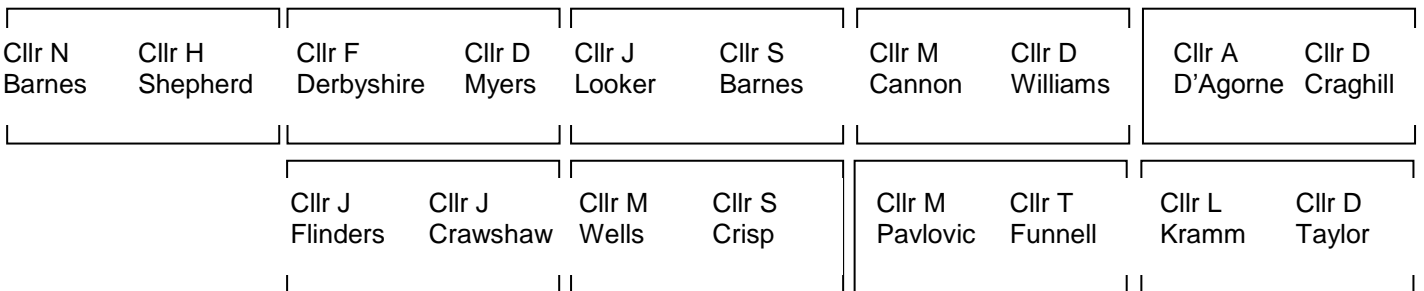 Cllr N Cllr H Cllr F Cllr D Cllr J Cllr S Cllr M Cllr D Cllr A Cllr D
Barnes Shepherd Derbyshire Myers Looker Barnes Cannon Williams D’Agorne Craghill
Cllr J Cllr J Cllr M Cllr S Cllr M Cllr T Cllr L Cllr D
Flinders Crawshaw Wells Crisp Pavlovic Funnell Kramm Taylor